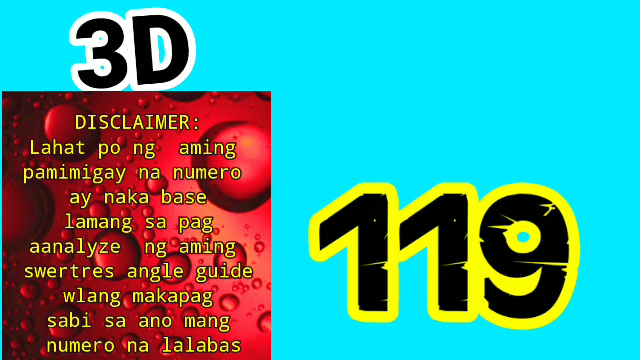 3D
DISCLAIMER:
Lahat po ng aming
pamimigay na numero
ay naka base
lamang sa pag
aanalyze ng aming
swertres angle guide
wlang makapag
sabi sa ano mang
numero na lalabas
119